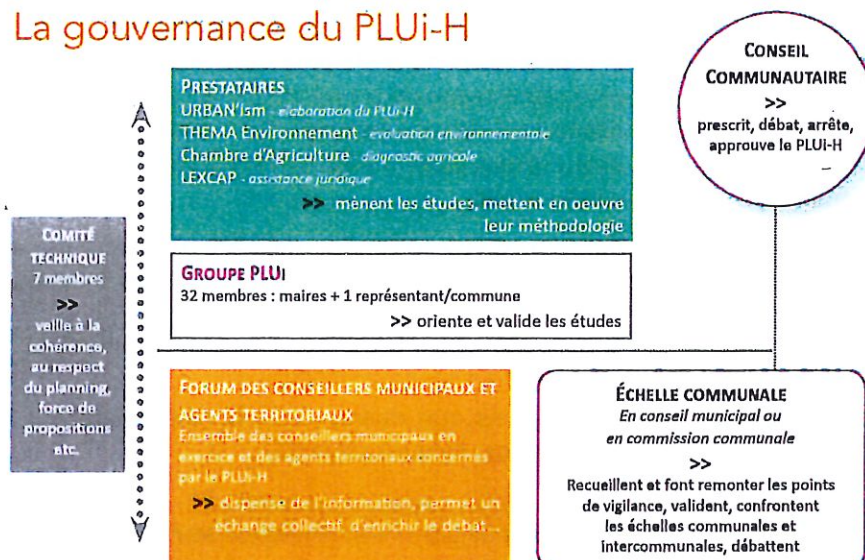 La gouvernance du PLUi-H
PRESTATAIRES
URBAN'ism - elaboration du PLUi-H
THEMA Environnement - evaluation environnementale
Chambre d'Agriculture - diagnostic agricole
LEXCAP - assistance juridique
>> mènent les études, mettent en oeuvre
leur méthodologie
CONSEIL
COMMUNAUTAIRE
>>
prescrit, débat, arrête,
approuve le PLUi-H
COMITÉ
TECHNIQUE
7 membres
>>
veille à la
cohérence,
au respect
du planning,
force de
propositions
etc.
GROUPE PLUi
32 membres : maires + 1 représentant/commune
>> oriente et valide les études
FORUM DES CONSEILLERS MUNICIPAUX ET
AGENTS TERRITORIAUX
Ensemble des conseillers municipaux en
exercice et des agents territoriaux concernés
par le PLUi-H
>> dispense de l'information, permet un
échange collectif, d'enrichir le débat...
ÉCHELLE COMMUNALE
En conseil municipal ou
en commission communale
>>
Recueillent et font remonter les points
de vigilance, valident, confrontent
les échelles communales et
intercommunales, débattent